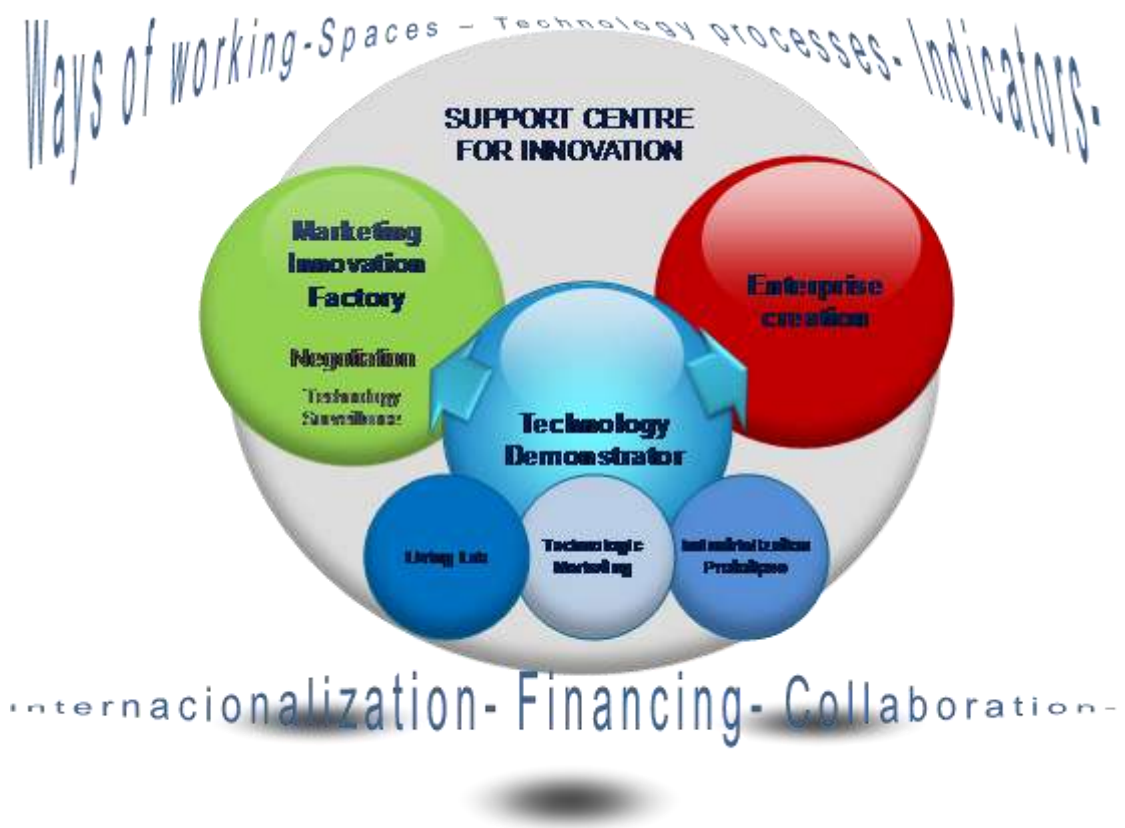 Ways of working-Spaces – Technology processes- Indicators-
SUPPORT CENTRE
FOR INNOVATION
Marketing
Innovation
Factory
Negotiation
Technology
Surveillance
Enterprise
creation
Technology
Demonstrator
Living Lab
Technologic
Marketing
Industrialization
Prototipes
Internacionalization- Financing- Collaboration-